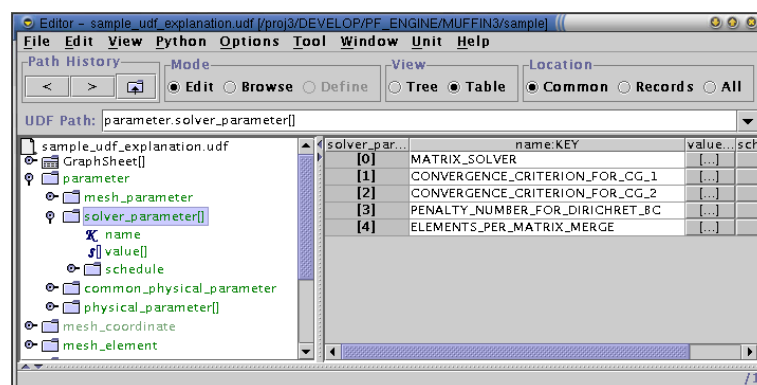 Editor - sample_udf_explanation.udf [/proj3/DEVELOP/PF_ENGINE/MUFFIN3/sample]
File Edit View Python Options Tool Window Unit Help
Path History Mode View Location
< > Edit Browse Define Tree Table Common Records All
UDF Path: parameter.solver_parameter[]
sample_udf_explanation.udf
GraphSheet[]
parameter
mesh_parameter
solver_parameter[]
name
value[]
schedule
common_physical_parameter
physical_parameter[]
mesh_coordinate
mesh_element
solver_par... name:KEY value... sch
[0] MATRIX_SOLVER [...]
[1] CONVERGENCE_CRITERION_FOR_CG_1 [...]
[2] CONVERGENCE_CRITERION_FOR_CG_2 [...]
[3] PENALTY_NUMBER_FOR_DIRICHRET_BC [...]
[4] ELEMENTS_PER_MATRIX_MERGE [...]
/1